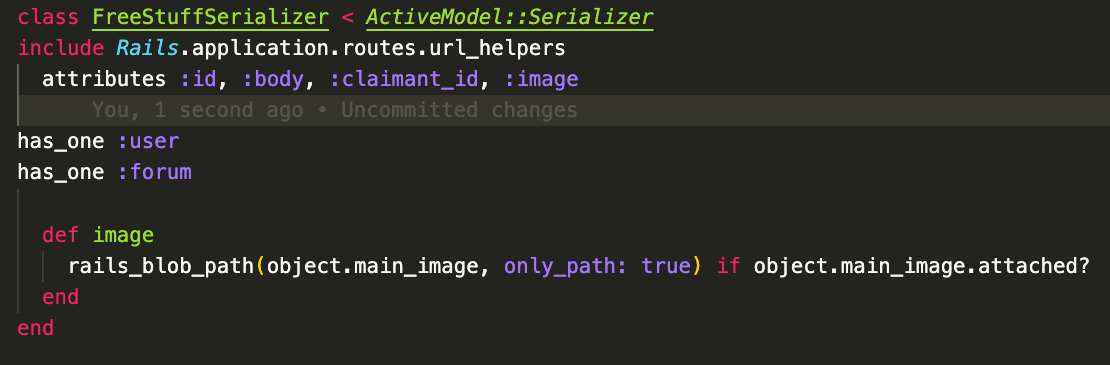 class FreeStuffSerializer < ActiveModel::Serializer
include Rails.application.routes.url_helpers
  attributes :id, :body, :claimant_id, :image
      You, 1 second ago • Uncommitted changes
has_one :user
has_one :forum
  def image
    rails_blob_path(object.main_image, only_path: true) if object.main_image.attached?
  end
end